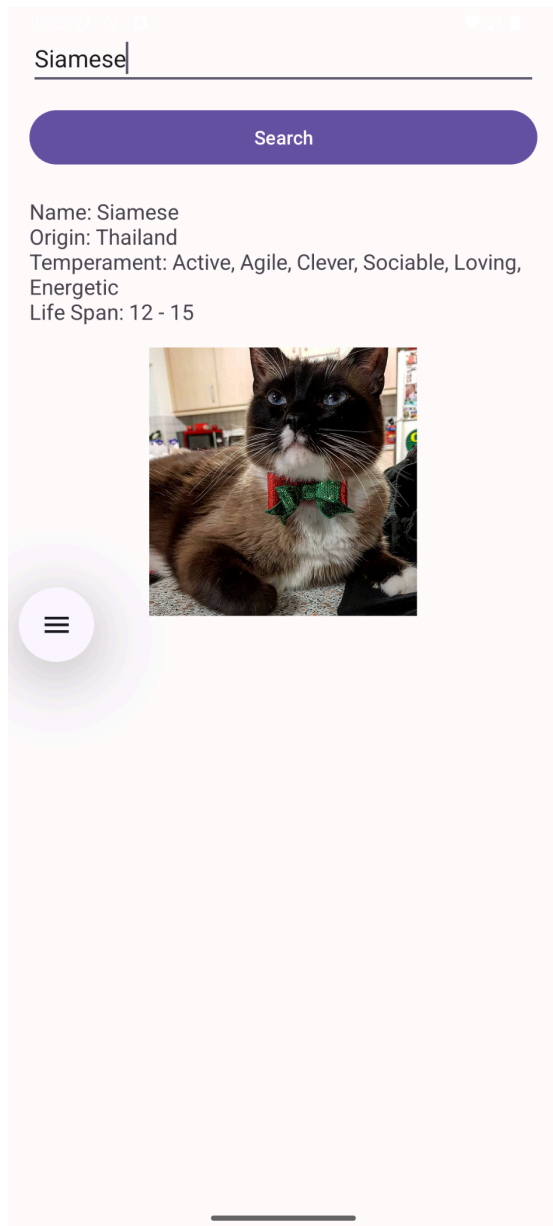 Siamese
Search
Name: Siamese
Origin: Thailand
Temperament: Active, Agile, Clever, Sociable, Loving,
Energetic
Life Span: 12 - 15